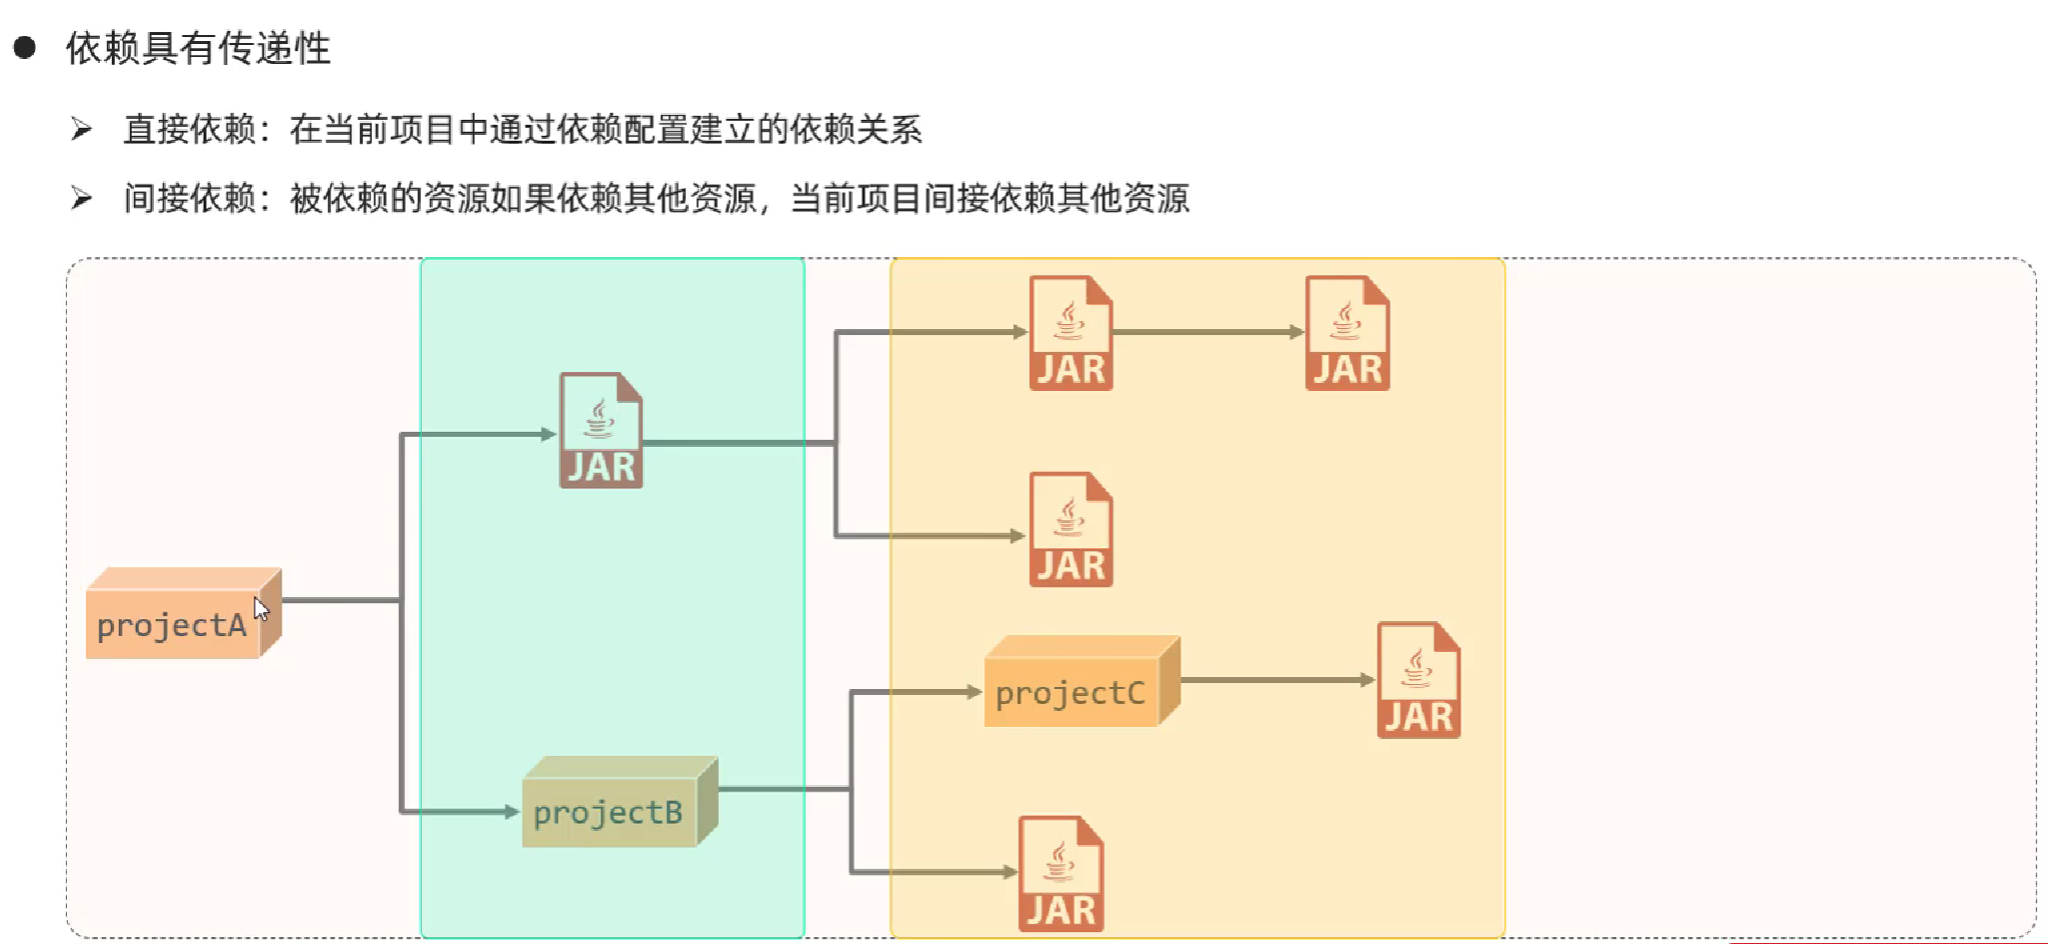 ● 依赖具有传递性
➢ 直接依赖：在当前项目中通过依赖配置建立的依赖关系
➢ 间接依赖：被依赖的资源如果依赖其他资源，当前项目间接依赖其他资源
JAR
JAR
JAR
JAR
projectA
projectC
JAR
projectB
JAR